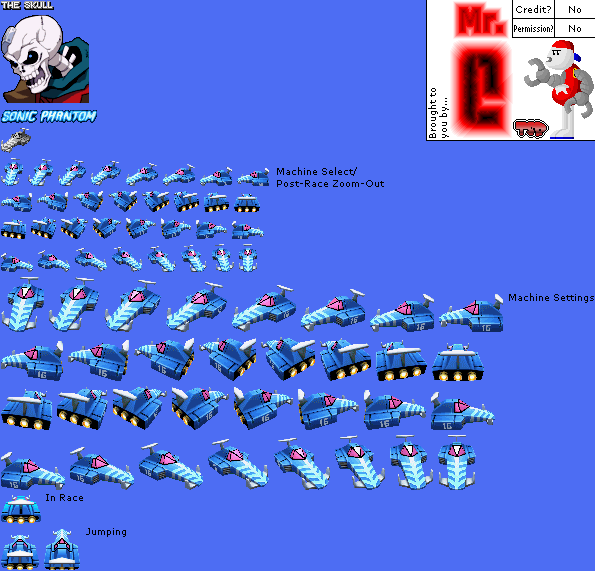 THE SKULL
SONIC PHANTOM
Machine Select/
Post-Race Zoom-Out
Machine Settings
16
In Race
Jumping
Mr.
C
Brought to
you by...
Credit? No
Permission? No